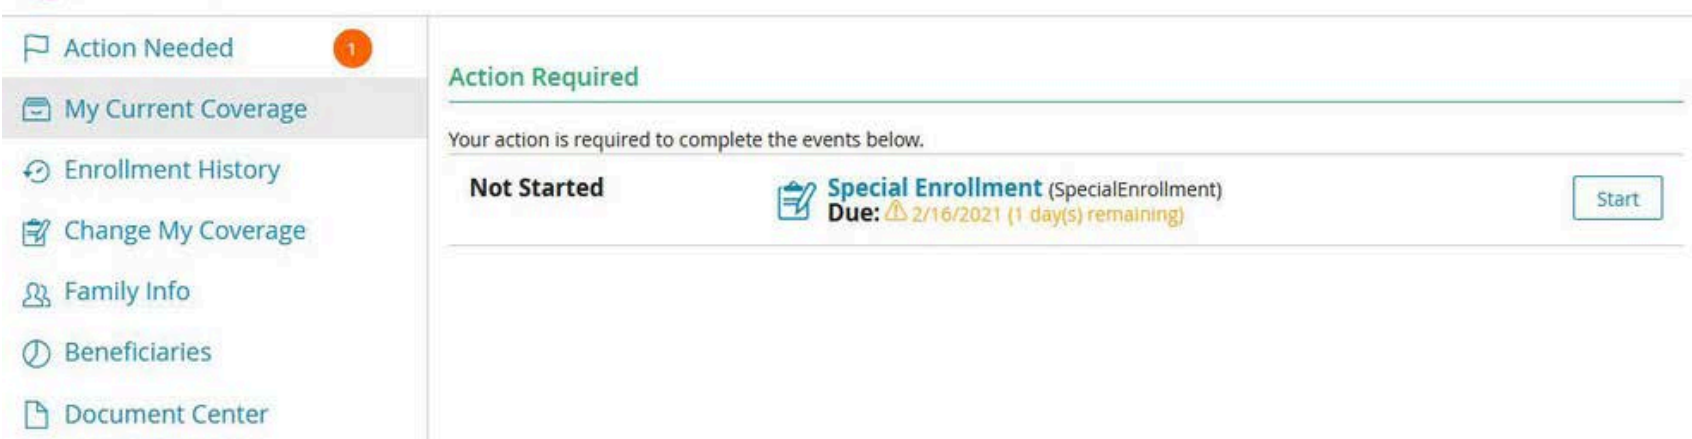 Action Needed 1
My Current Coverage
Enrollment History
Change My Coverage
Family Info
Beneficiaries
Document Center
Action Required
Your action is required to complete the events below.
Not Started
Special Enrollment (SpecialEnrollment)
Due: 2/16/2021 (1 day(s) remaining)
Start